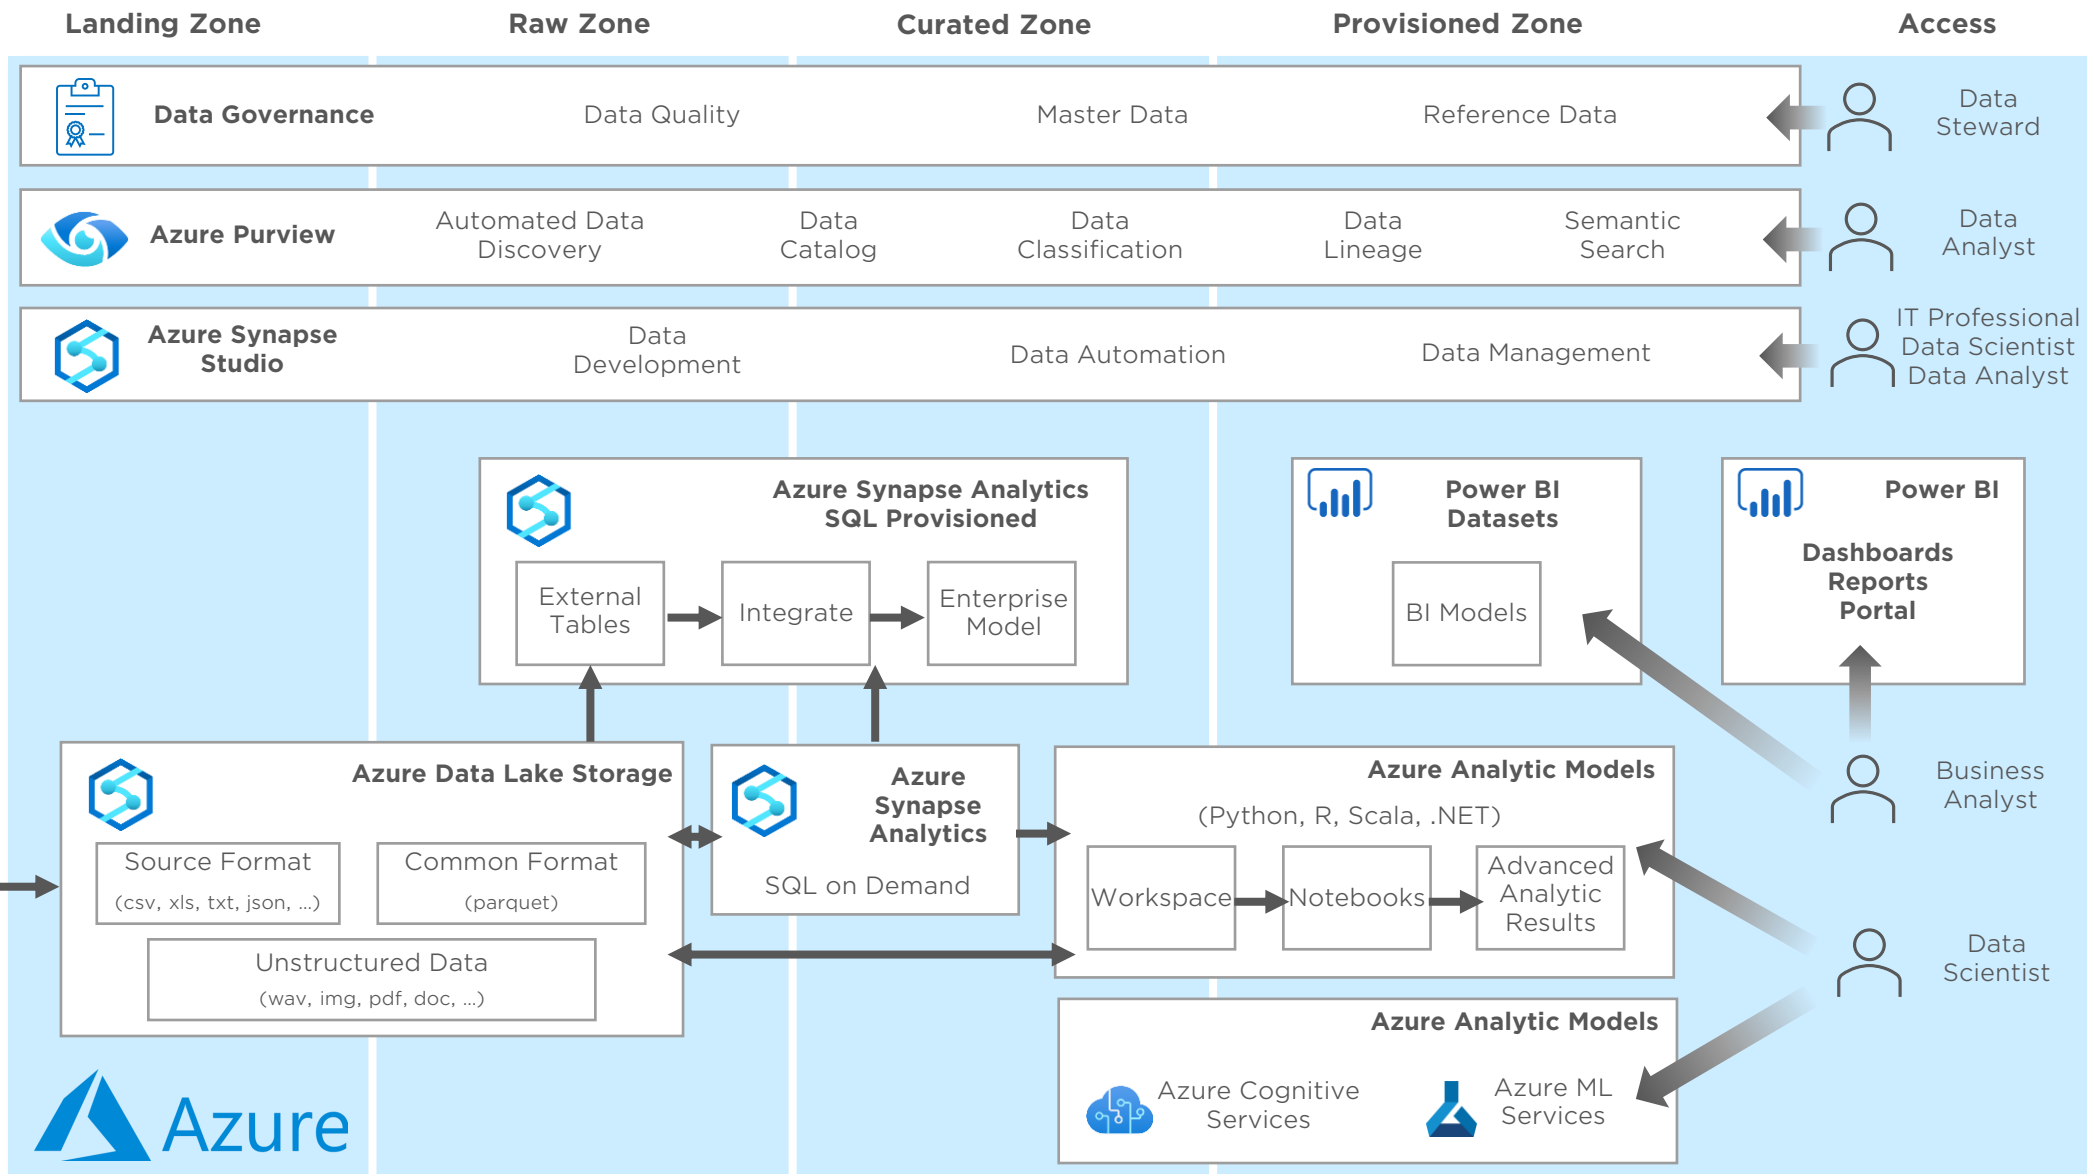 Landing Zone
Raw Zone
Curated Zone
Provisioned Zone
Access
Data Governance
Data Quality
Master Data
Reference Data
Data
Steward
Azure Purview
Automated Data
Discovery
Data
Catalog
Data
Classification
Data
Lineage
Semantic
Search
Data
Analyst
Azure Synapse
Studio
Data
Development
Data Automation
Data Management
IT Professional
Data Scientist
Data Analyst
Azure Synapse Analytics
SQL Provisioned
External
Tables
Integrate
Enterprise
Model
Power BI
Datasets
BI Models
Power BI
Dashboards
Reports
Portal
Azure Data Lake Storage
Source Format
(csv, xls, txt, json, ...)
Common Format
(parquet)
Unstructured Data
(wav, img, pdf, doc, ...)
Azure
Synapse
Analytics
SQL on Demand
Azure Analytic Models
(Python, R, Scala, .NET)
Workspace
Notebooks
Advanced
Analytic
Results
Business
Analyst
Data
Scientist
Azure Analytic Models
Azure Cognitive
Services
Azure ML
Services
Azure